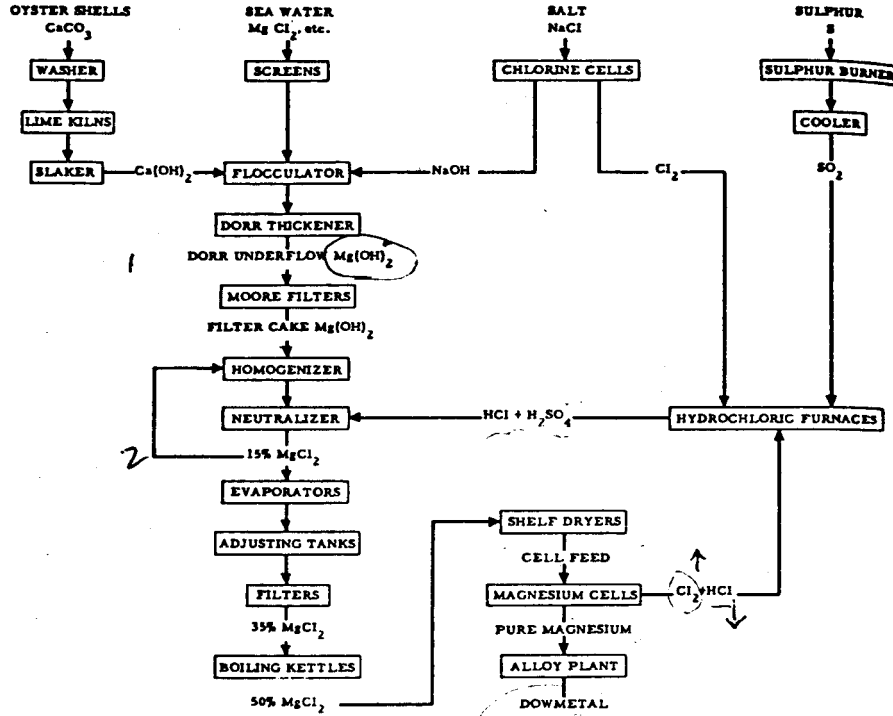 OYSTER SHELLS
CaCO3
SEA WATER
Mg Cl2, etc.
SALT
NaCl
SULPHUR
S
WASHER
SCREENS
CHLORINE CELLS
SULPHUR BURNER
LIME KILNS
COOLER
SLAKER
Ca(OH)2
FLOCCULATOR
NaOH
Cl2
SO2
DORR THICKENER
1
DORR UNDERFLOW Mg(OH)2
MOORE FILTERS
FILTER CAKE Mg(OH)2
HOMOGENIZER
NEUTRALIZER
HCl + H2SO4
HYDROCHLORIC FURNACES
2
15% MgCl2
EVAPORATORS
SHELF DRYERS
ADJUSTING TANKS
CELL FEED
FILTERS
MAGNESIUM CELLS
Cl2+HCl
35% MgCl2
PURE MAGNESIUM
BOILING KETTLES
ALLOY PLANT
50% MgCl2
DOWMETAL